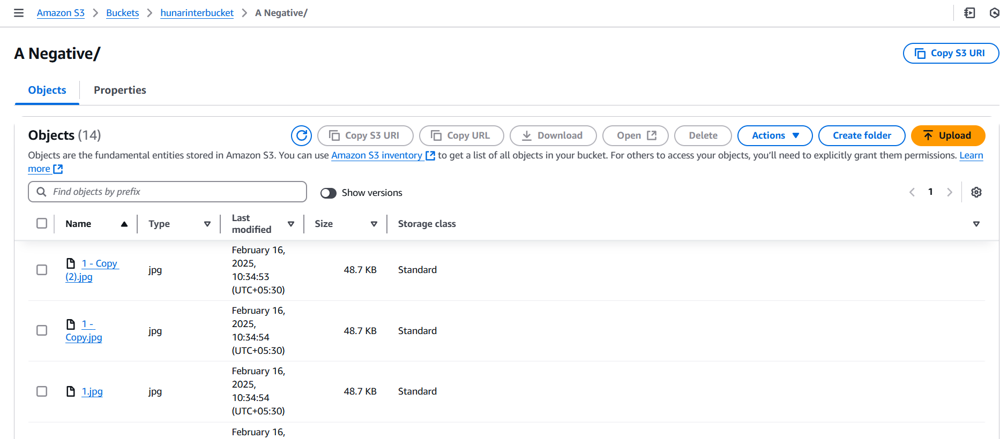 Amazon S3 > Buckets > hunarinterbucket > A Negative/
A Negative/
Copy S3 URI
Objects
Properties
Objects (14)
Copy S3 URI
Copy URL
Download
Open
Delete
Actions
Create folder
Upload
Objects are the fundamental entities stored in Amazon S3. You can use Amazon S3 inventory to get a list of all objects in your bucket. For others to access your objects, you’ll need to explicitly grant them permissions. Learn
more
Find objects by prefix
Show versions
1
Name
Type
Last
modified
Size
Storage class
1 - Copy
(2).jpg
jpg
February 16,
2025,
10:34:53
(UTC+05:30)
48.7 KB
Standard
1 -
Copy.jpg
jpg
February 16,
2025,
10:34:54
(UTC+05:30)
48.7 KB
Standard
1.jpg
jpg
February 16,
2025,
10:34:54
(UTC+05:30)
48.7 KB
Standard
February 16,